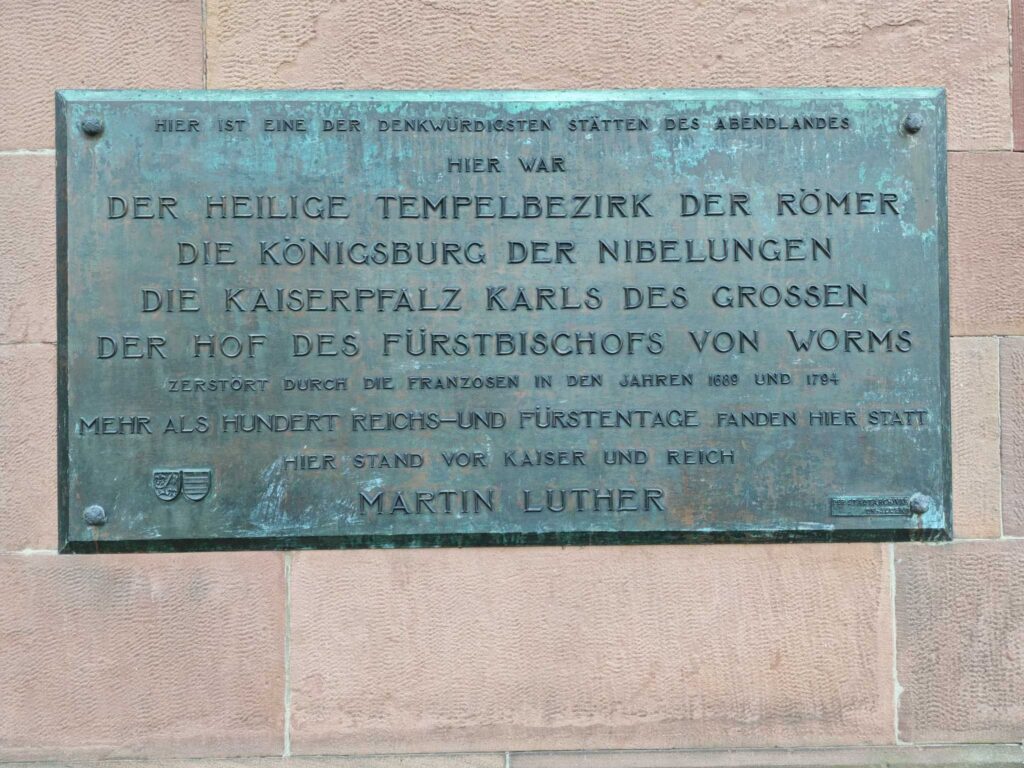 HIER IST EINE DER DENKWÜRDIGSTEN STÄTTEN DES ABENDLANDES
HIER WAR
DER HEILIGE TEMPELBEZIRK DER RÖMER
DIE KÖNIGSBURG DER NIBELUNGEN
DIE KAISERPFALZ KARLS DES GROSSEN
DER HOF DES FÜRSTBISCHOFS VON WORMS
ZERSTÖRT DURCH DIE FRANZOSEN IN DEN JAHREN 1689 UND 1794
MEHR ALS HUNDERT REICHS–UND FÜRSTENTAGE FANDEN HIER STATT
HIER STAND VOR KAISER UND REICH
MARTIN LUTHER